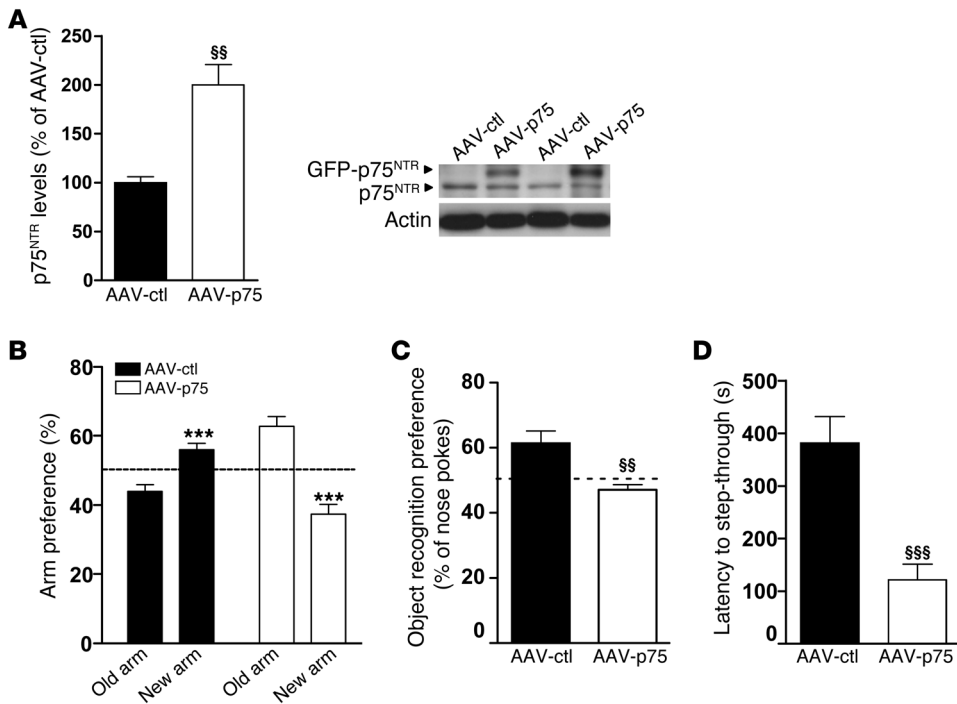 A
p75NTR levels (% of AAV-ctl)
250
200
150
100
50
0
§§
AAV-ctl
AAV-p75
AAV-ctl
AAV-p75
AAV-ctl
AAV-p75
GFP-p75NTR
p75NTR
Actin
B
AAV-ctl
AAV-p75
Arm preference (%)
80
60
40
20
0
***
***
Old arm
New arm
Old arm
New arm
C
Object recognition preference
(% of nose pokes)
80
60
40
20
0
§§
AAV-ctl
AAV-p75
D
Latency to step-through (s)
500
400
300
200
100
0
§§§
AAV-ctl
AAV-p75